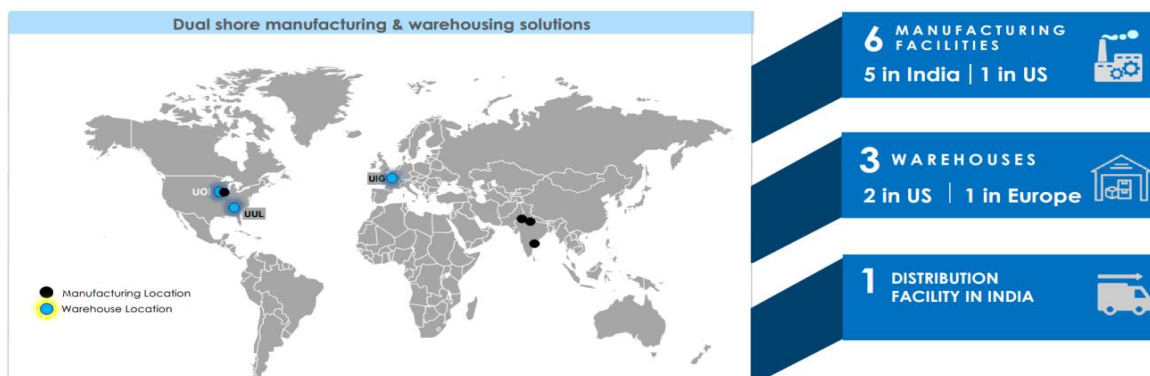 Dual shore manufacturing & warehousing solutions
UIG
UUL
Manufacturing Location
Warehouse Location
6 MANUFACTURING
FACILITIES
5 in India | 1 in US
3 WAREHOUSES
2 in US | 1 in Europe
1 DISTRIBUTION
FACILITY IN INDIA